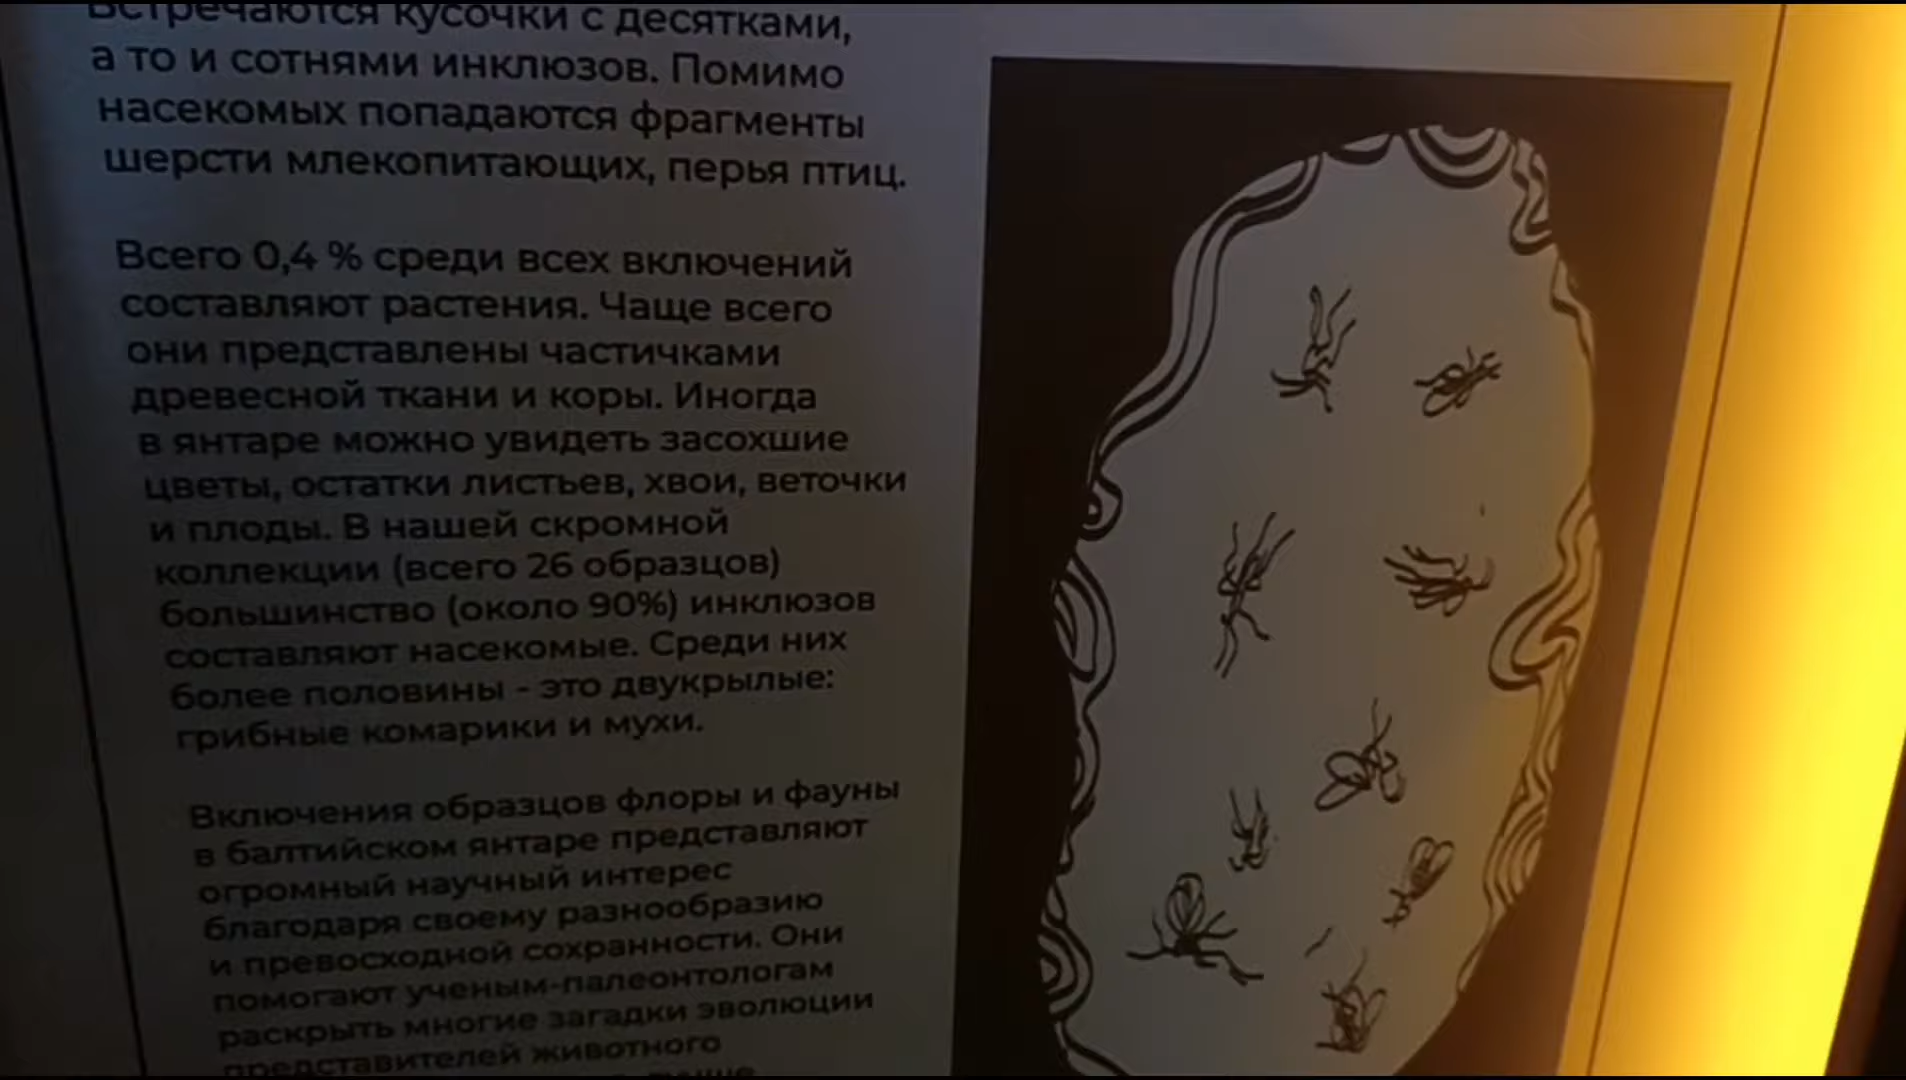 Встречаются кусочки с десятками,
а то и сотнями инклюзов. Помимо
насекомых попадаются фрагменты
шерсти млекопитающих, перья птиц.
Всего 0,4 % среди всех включений
составляют растения. Чаще всего
они представлены частичками
древесной ткани и коры. Иногда
в янтаре можно увидеть засохшие
цветы, остатки листьев, хвои, веточки
и плоды. В нашей скромной
коллекции (всего 26 образцов)
большинство (около 90%) инклюзов
составляют насекомые. Среди них
более половины - это двукрылые:
грибные комарики и мухи.
Включения образцов флоры и фауны
в балтийском янтаре представляют
огромный научный интерес
благодаря своему разнообразию
и превосходной сохранности. Они
помогают ученым-палеонтологам
раскрыть многие загадки эволюции
представителей животного